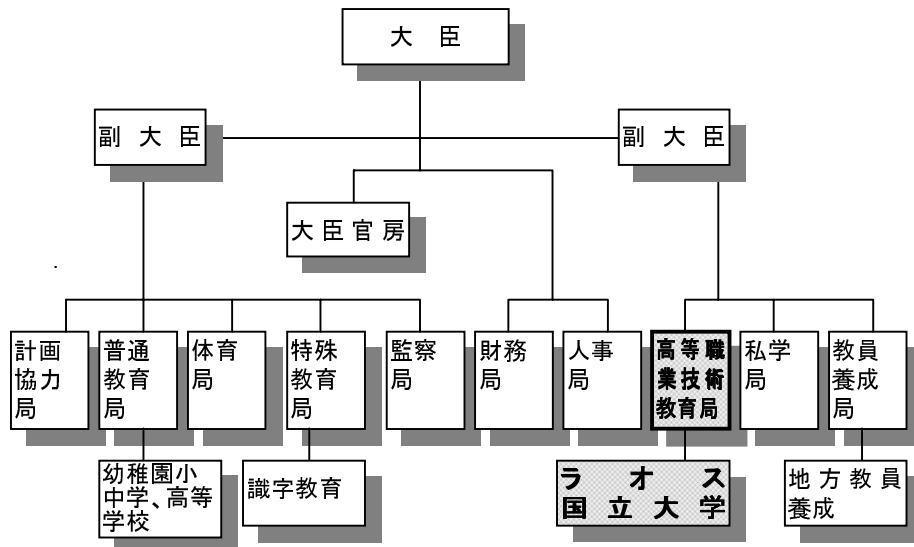 大臣
副大臣
副大臣
大臣官房
計画
協力
局
普通
教育
局
体育
局
特殊
教育
局
監察
局
財務
局
人事
局
高等職
業技術
教育局
私学
局
教員
養成
局
幼稚園小
中学、高等
学校
識字教育
ラオス
国立大学
地方教員
養成